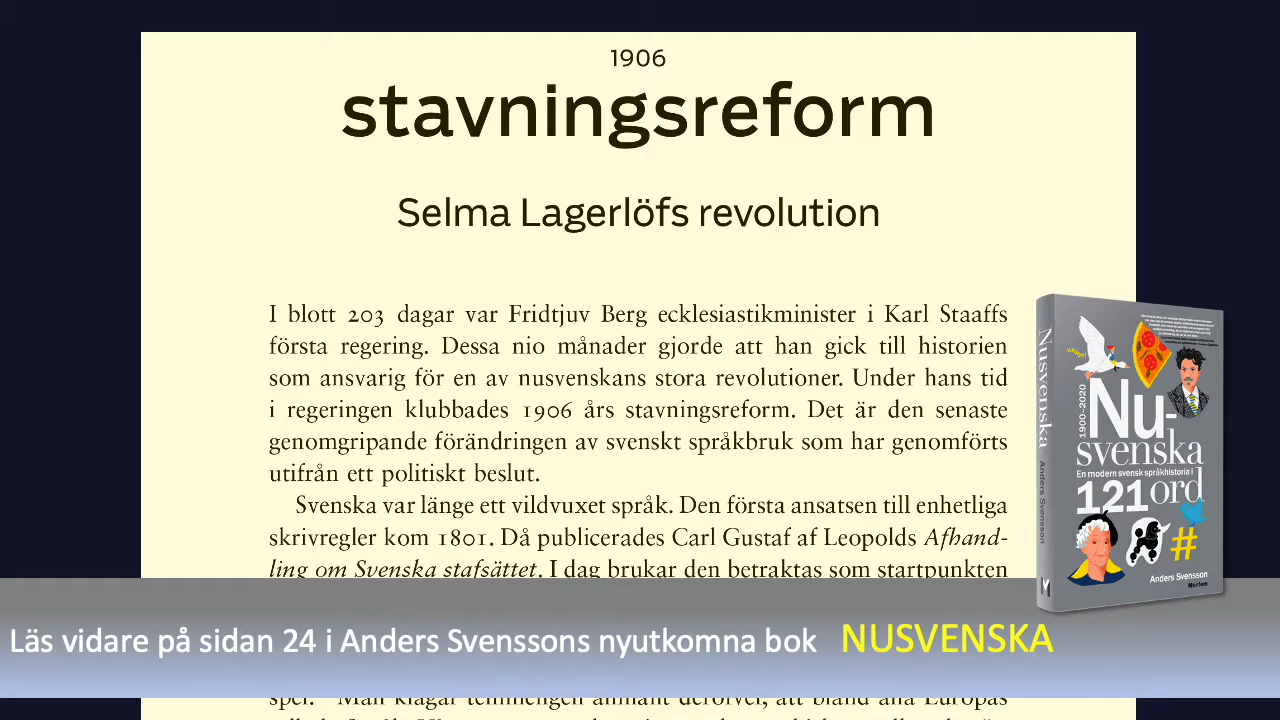 1906
stavningsreform
Selma Lagerlöfs revolution
I blott 203 dagar var Fridtjuv Berg ecklesiastikminister i Karl Staaffs
första regering. Dessa nio månader gjorde att han gick till historien
som ansvarig för en av nusvenskans stora revolutioner. Under hans tid
i regeringen klubbades 1906 års stavningsreform. Det är den senaste
genomgripande förändringen av svenskt språkbruk som har genomförts
utifrån ett politiskt beslut.
Svenska var länge ett vildvuxet språk. Den första ansatsen till enhetliga
skrivregler kom 1801. Då publicerades Carl Gustaf af Leopolds Afhand-
ling om Svenska stafsättet. I dag brukar den betraktas som startpunkten
Nusvenska
Anders Svensson
1900–2020
Nu-
svenska
En modern svensk språkhistoria i
121 ord
#
Anders Svensson
Morfem
Läs vidare på sidan 24 i Anders Svenssons nyutkomna bok NUSVENSKA